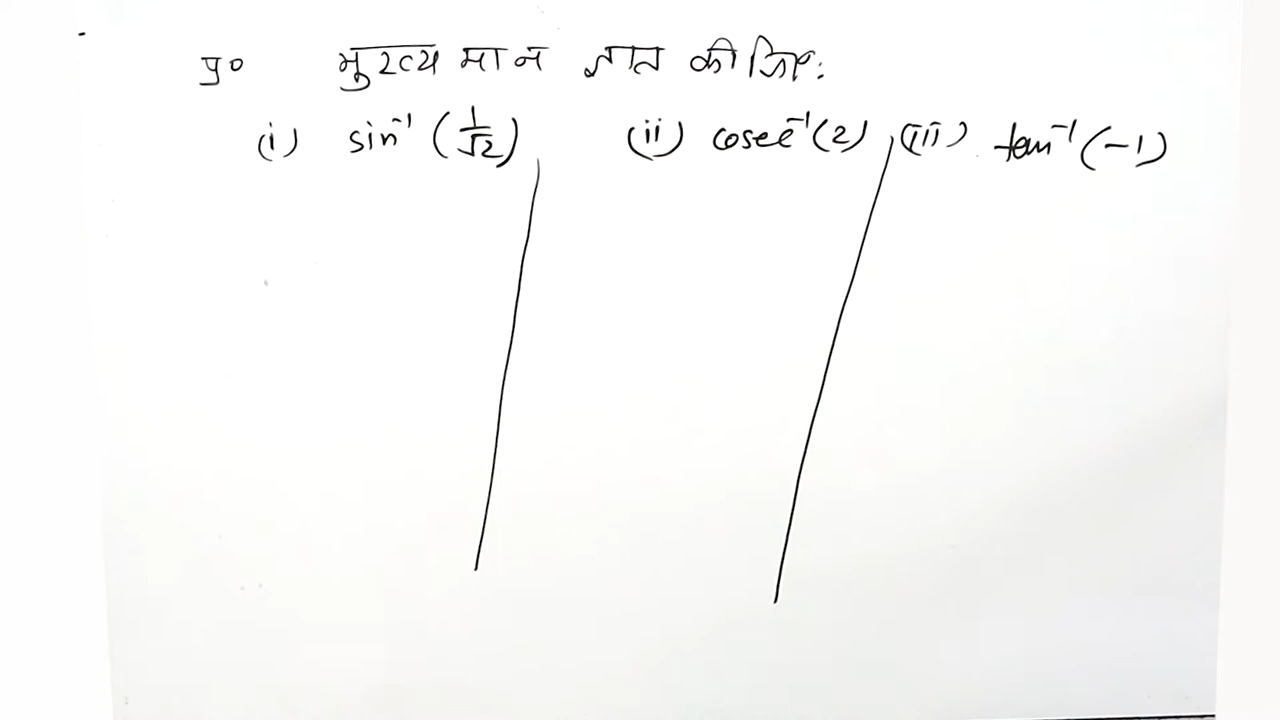 प्र० मुख्य मान ज्ञात कीजिए:
(i) sin⁻¹ (1/√2) (ii) cosec⁻¹(2) (iii) tan⁻¹(-1)